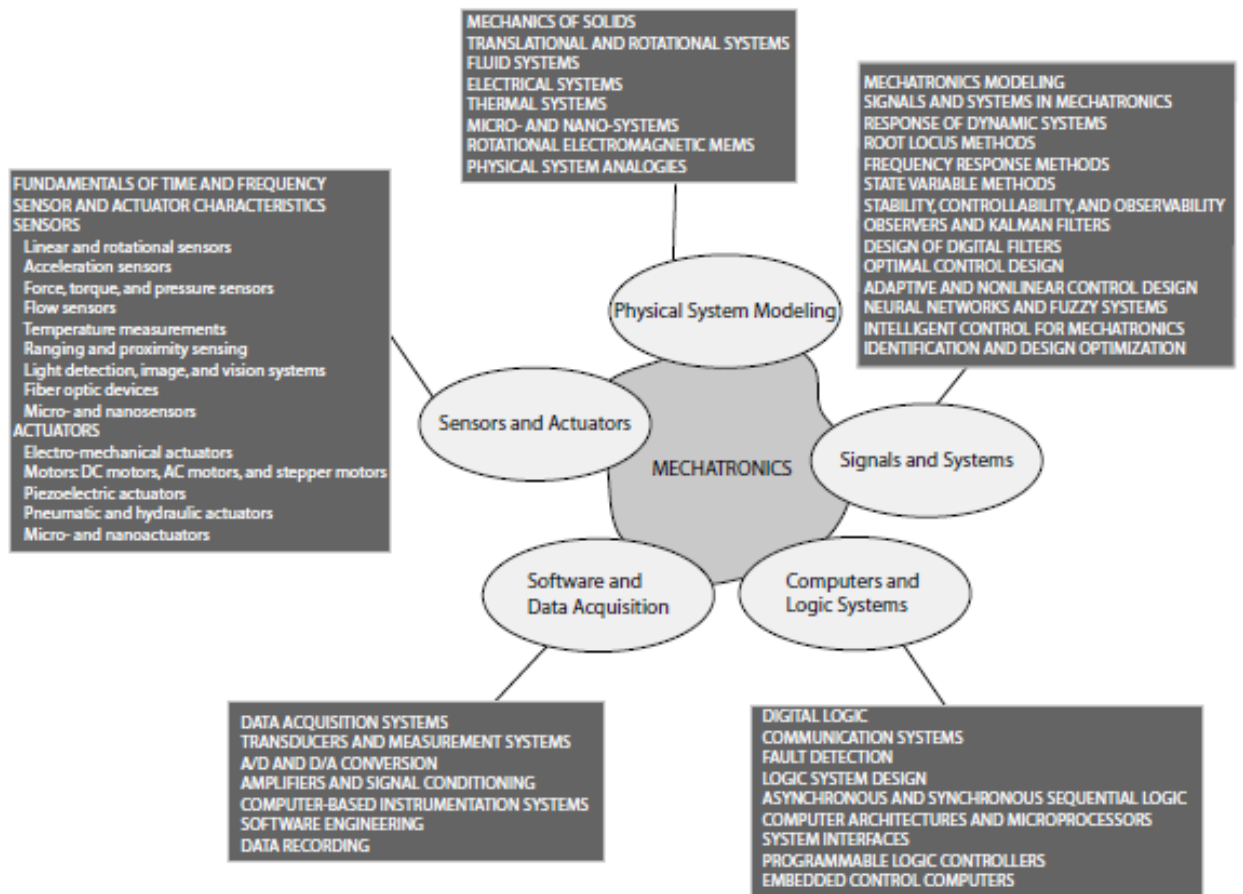 MECHANICS OF SOLIDS
TRANSLATIONAL AND ROTATIONAL SYSTEMS
FLUID SYSTEMS
ELECTRICAL SYSTEMS
THERMAL SYSTEMS
MICRO- AND NANO-SYSTEMS
ROTATIONAL ELECTROMAGNETIC MEMS
PHYSICAL SYSTEM ANALOGIES
MECHATRONICS MODELING
SIGNALS AND SYSTEMS IN MECHATRONICS
RESPONSE OF DYNAMIC SYSTEMS
ROOT LOCUS METHODS
FREQUENCY RESPONSE METHODS
STATE VARIABLE METHODS
STABILITY, CONTROLLABILITY, AND OBSERVABILITY
OBSERVERS AND KALMAN FILTERS
DESIGN OF DIGITAL FILTERS
OPTIMAL CONTROL DESIGN
ADAPTIVE AND NONLINEAR CONTROL DESIGN
NEURAL NETWORKS AND FUZZY SYSTEMS
INTELLIGENT CONTROL FOR MECHATRONICS
IDENTIFICATION AND DESIGN OPTIMIZATION
FUNDAMENTALS OF TIME AND FREQUENCY
SENSOR AND ACTUATOR CHARACTERISTICS
SENSORS
Linear and rotational sensors
Acceleration sensors
Force, torque, and pressure sensors
Flow sensors
Temperature measurements
Ranging and proximity sensing
Light detection, image, and vision systems
Fiber optic devices
Micro- and nanosensors
ACTUATORS
Electro-mechanical actuators
Motors: DC motors, AC motors, and stepper motors
Piezoelectric actuators
Pneumatic and hydraulic actuators
Micro- and nanoactuators
Physical System Modeling
Sensors and Actuators
MECHATRONICS
Signals and Systems
Software and
Data Acquisition
Computers and
Logic Systems
DATA ACQUISITION SYSTEMS
TRANSDUCERS AND MEASUREMENT SYSTEMS
A/D AND D/A CONVERSION
AMPLIFIERS AND SIGNAL CONDITIONING
COMPUTER-BASED INSTRUMENTATION SYSTEMS
SOFTWARE ENGINEERING
DATA RECORDING
DIGITAL LOGIC
COMMUNICATION SYSTEMS
FAULT DETECTION
LOGIC SYSTEM DESIGN
ASYNCHRONOUS AND SYNCHRONOUS SEQUENTIAL LOGIC
COMPUTER ARCHITECTURES AND MICROPROCESSORS
SYSTEM INTERFACES
PROGRAMMABLE LOGIC CONTROLLERS
EMBEDDED CONTROL COMPUTERS